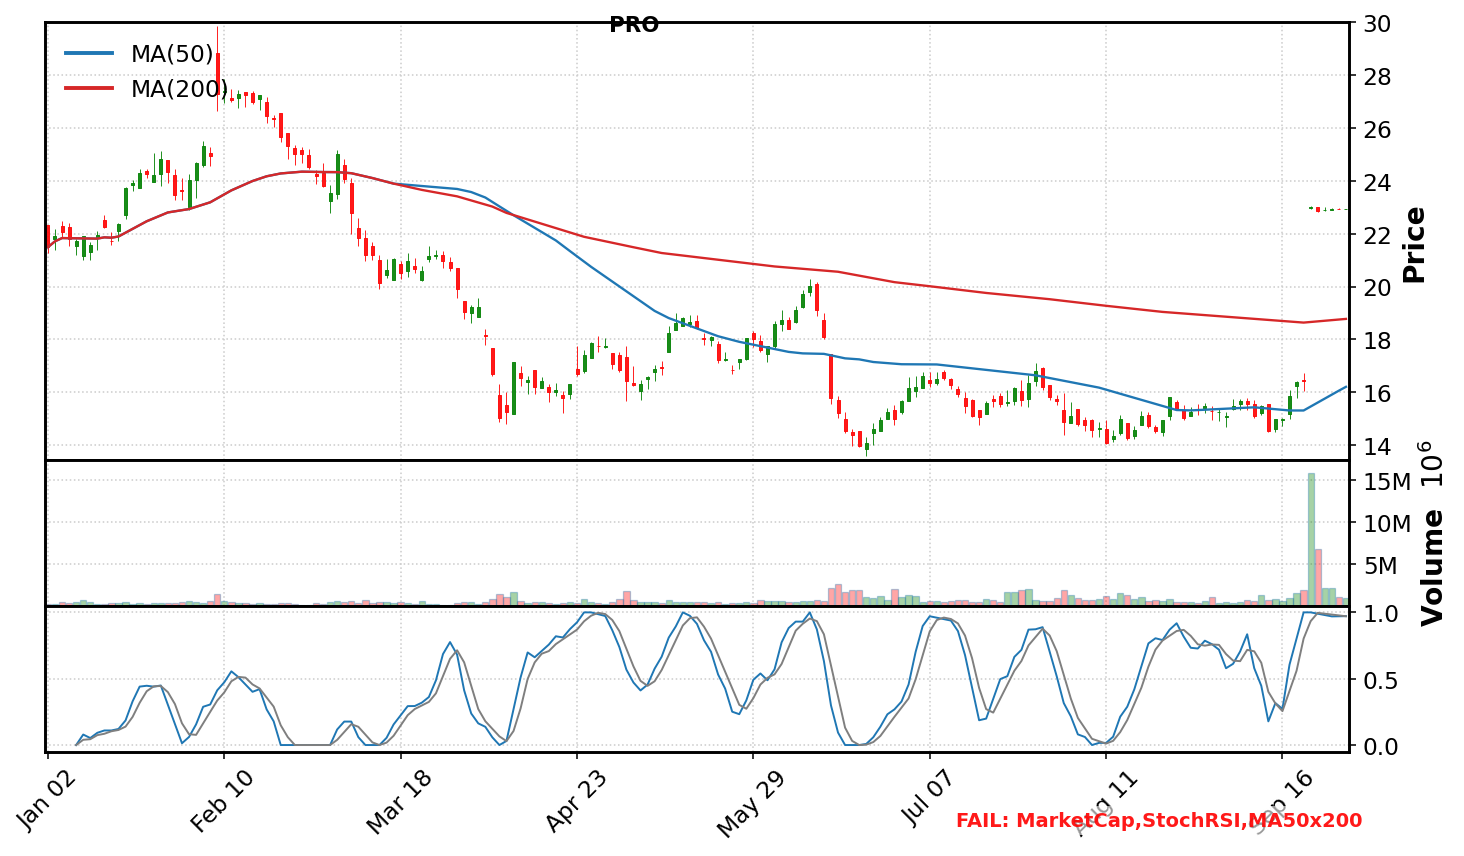 PRO
MA(50)
MA(200)
30
28
26
24
22
20
18
16
14
Price
15M
10M
5M
Volume 10⁶
1.0
0.5
0.0
Jan 02
Feb 10
Mar 18
Apr 23
May 29
Jul 07
Aug 11
Sep 16
FAIL: MarketCap,StochRSI,MA50x200